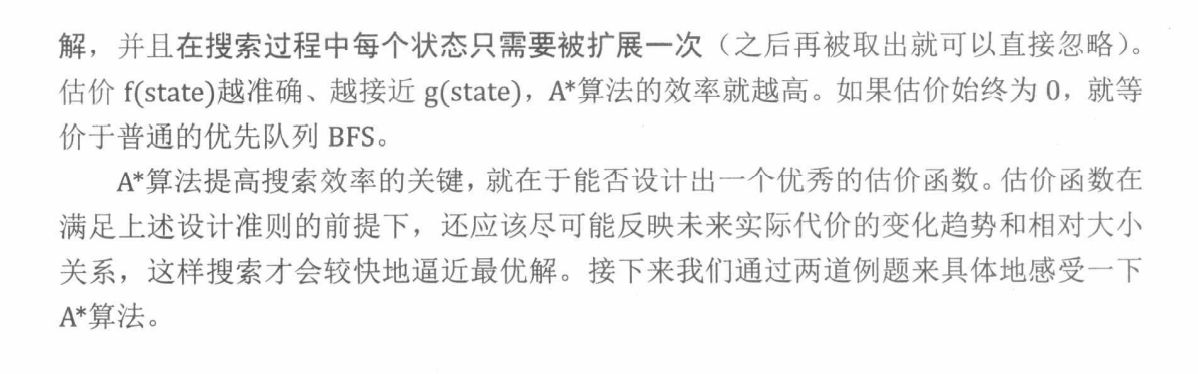 解，并且在搜索过程中每个状态只需要被扩展一次（之后再被取出就可以直接忽略）。
估价 f(state)越准确、越接近 g(state)，A*算法的效率就越高。如果估价始终为 0，就等
价于普通的优先队列 BFS。
A*算法提高搜索效率的关键，就在于能否设计出一个优秀的估价函数。估价函数在
满足上述设计准则的前提下，还应该尽可能反映未来实际代价的变化趋势和相对大小
关系，这样搜索才会较快地逼近最优解。接下来我们通过两道例题来具体地感受一下
A*算法。